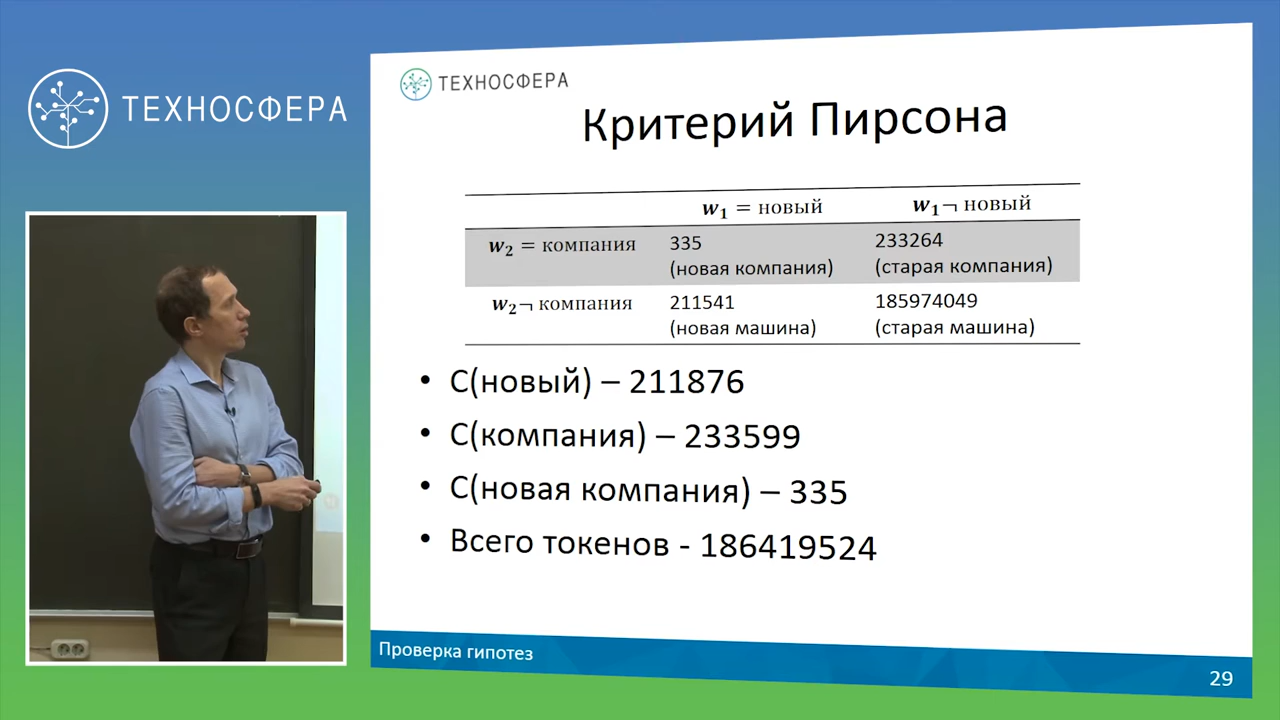 ТЕХНОСФЕРА
ТЕХНОСФЕРА
Критерий Пирсона
w₁ = новый w₁¬ новый
w₂ = компания 335 233264
(новая компания) (старая компания)
w₂¬ компания 211541 185974049
(новая машина) (старая машина)
• С(новый) – 211876
• С(компания) – 233599
• С(новая компания) – 335
• Всего токенов - 186419524
Проверка гипотез
29